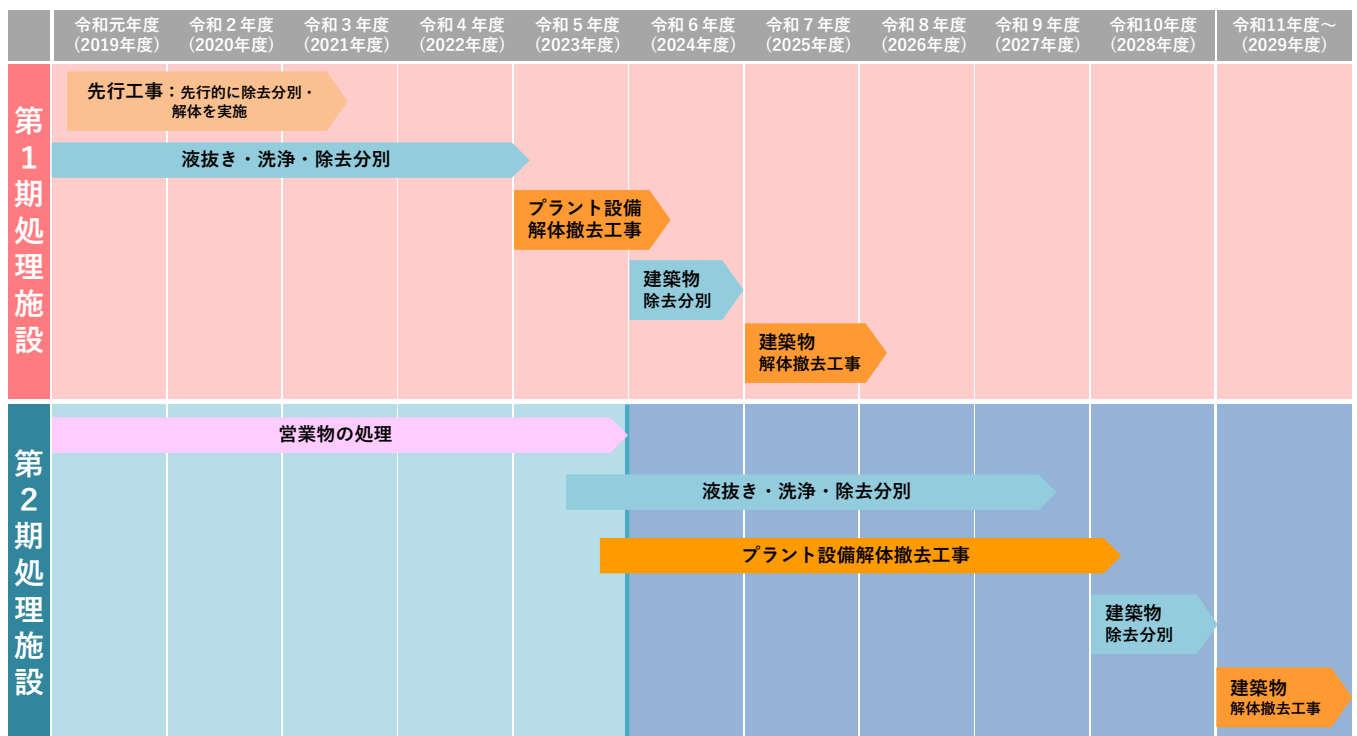 令和元年度
(2019年度)
令和２年度
(2020年度)
令和３年度
(2021年度)
令和４年度
(2022年度)
令和５年度
(2023年度)
令和６年度
(2024年度)
令和７年度
(2025年度)
令和８年度
(2026年度)
令和９年度
(2027年度)
令和10年度
(2028年度)
令和11年度～
(2029年度)
第１期処理施設
先行工事：先行的に除去分別・
解体を実施
液抜き・洗浄・除去分別
プラント設備
解体撤去工事
建築物
除去分別
建築物
解体撤去工事
第２期処理施設
営業物の処理
液抜き・洗浄・除去分別
プラント設備解体撤去工事
建築物
除去分別
建築物
解体撤去工事